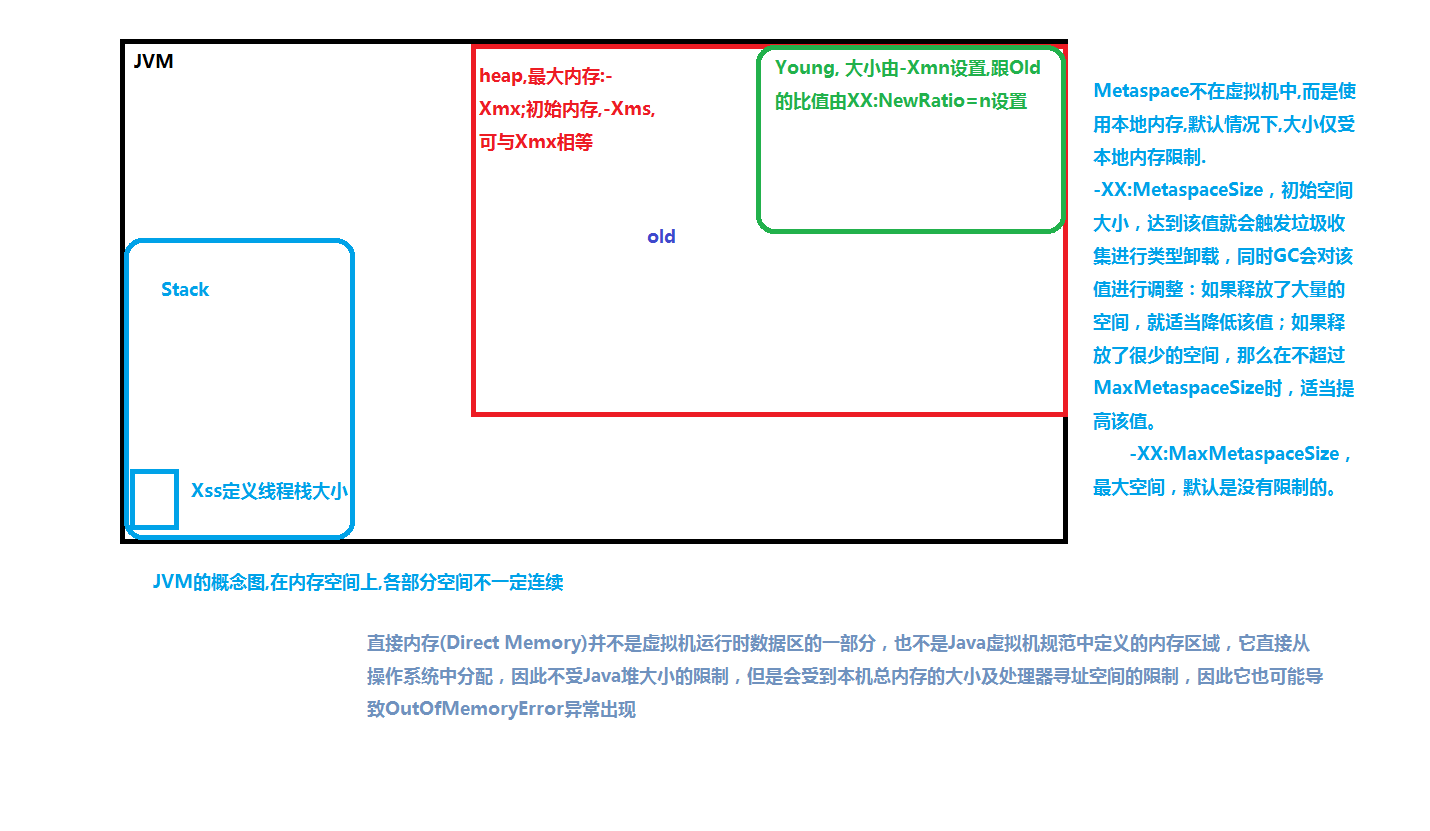 JVM
heap,最大内存:-
Xmx;初始内存,-Xms,
可与Xmx相等
Young, 大小由-Xmn设置,跟Old
的比值由XX:NewRatio=n设置
old
Stack
Xss定义线程栈大小
Metaspace不在虚拟机中,而是使
用本地内存,默认情况下,大小仅受
本地内存限制.
-XX:MetaspaceSize，初始空间
大小，达到该值就会触发垃圾收
集进行类型卸载，同时GC会对该
值进行调整：如果释放了大量的
空间，就适当降低该值；如果释
放了很少的空间，那么在不超过
MaxMetaspaceSize时，适当提
高该值。
-XX:MaxMetaspaceSize，
最大空间，默认是没有限制的。
JVM的概念图,在内存空间上,各部分空间不一定连续
直接内存(Direct Memory)并不是虚拟机运行时数据区的一部分，也不是Java虚拟机规范中定义的内存区域，它直接从
操作系统中分配，因此不受Java堆大小的限制，但是会受到本机总内存的大小及处理器寻址空间的限制，因此它也可能导
致OutOfMemoryError异常出现